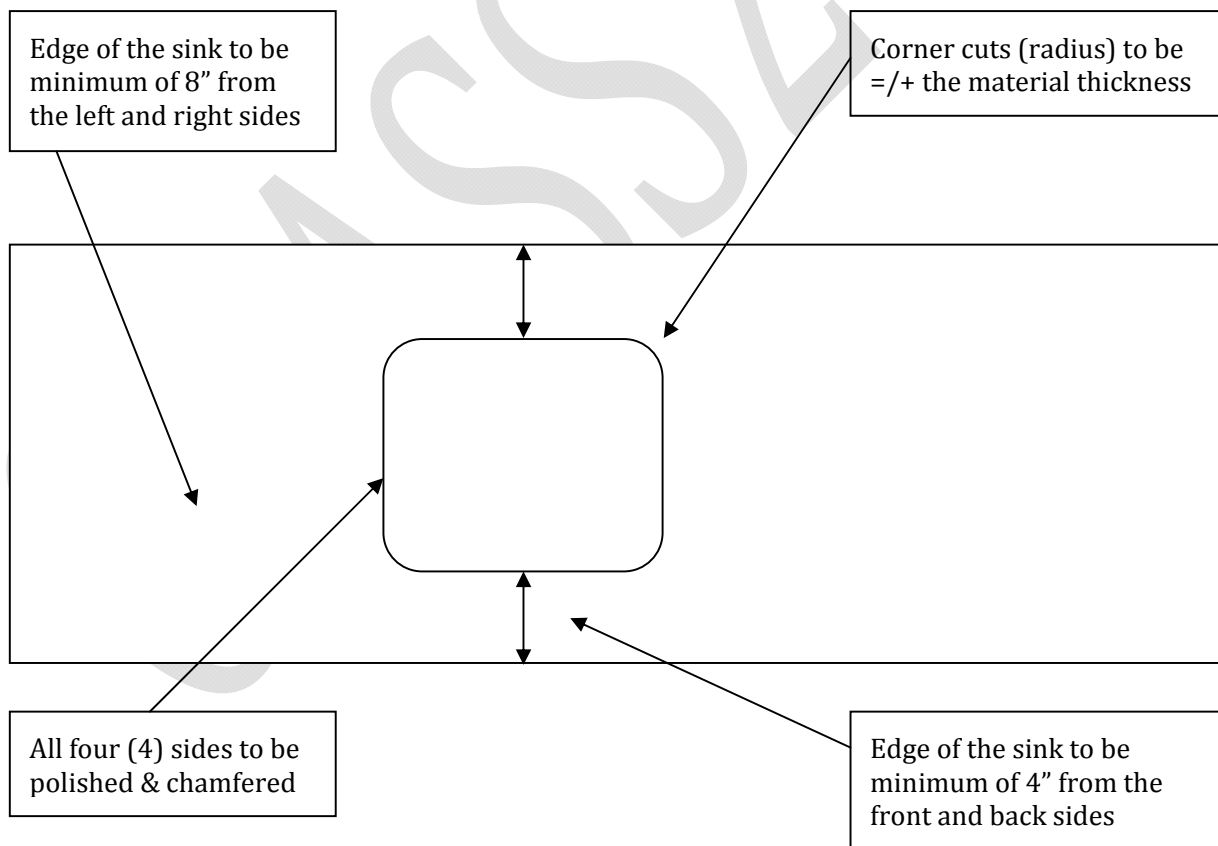 Edge of the sink to be
minimum of 8” from
the left and right sides
Corner cuts (radius) to be
=/+ the material thickness
All four (4) sides to be
polished & chamfered
Edge of the sink to be
minimum of 4” from the
front and back sides